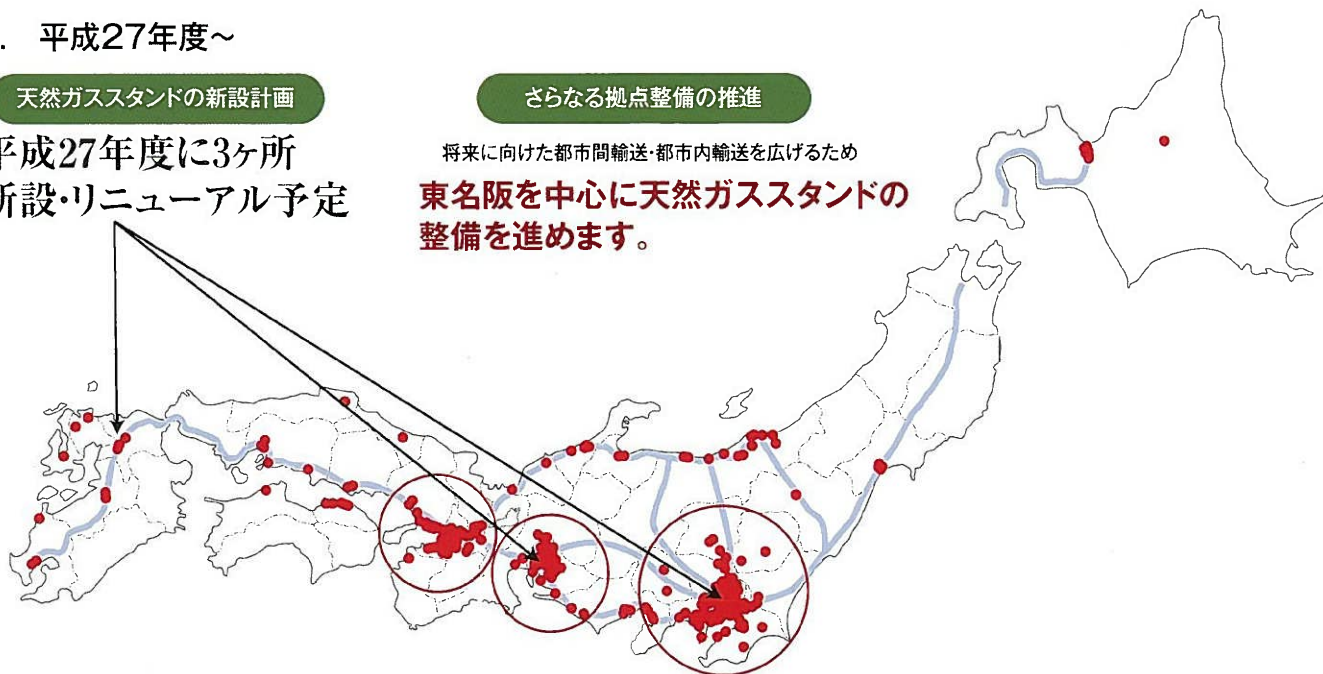 . 平成27年度～
天然ガススタンドの新設計画
平成27年度に3ヶ所
新設・リニューアル予定
さらなる拠点整備の推進
将来に向けた都市間輸送・都市内輸送を広げるため
東名阪を中心に天然ガススタンドの
整備を進めます。